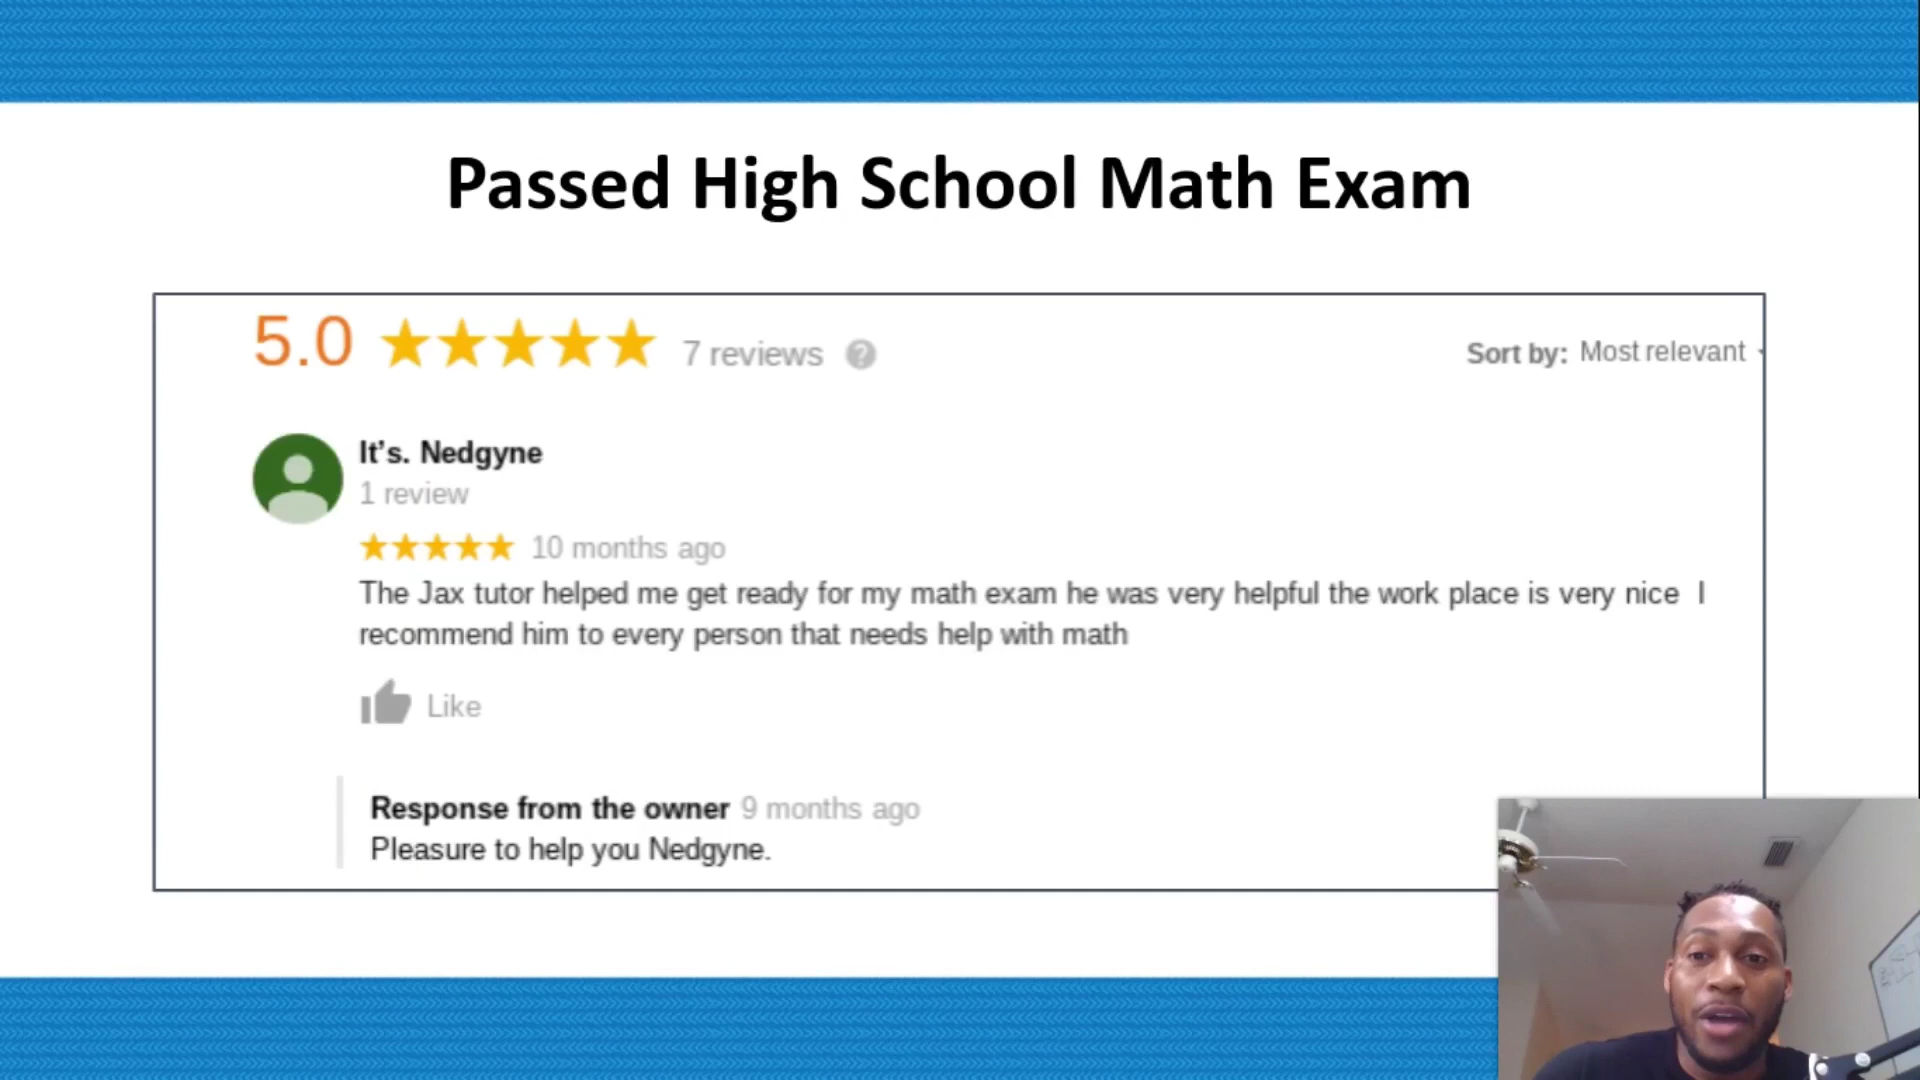 Passed High School Math Exam
5.0 7 reviews ?
Sort by: Most relevant
It’s. Nedgyne
1 review
10 months ago
The Jax tutor helped me get ready for my math exam he was very helpful the work place is very nice I
recommend him to every person that needs help with math
Like
Response from the owner 9 months ago
Pleasure to help you Nedgyne.